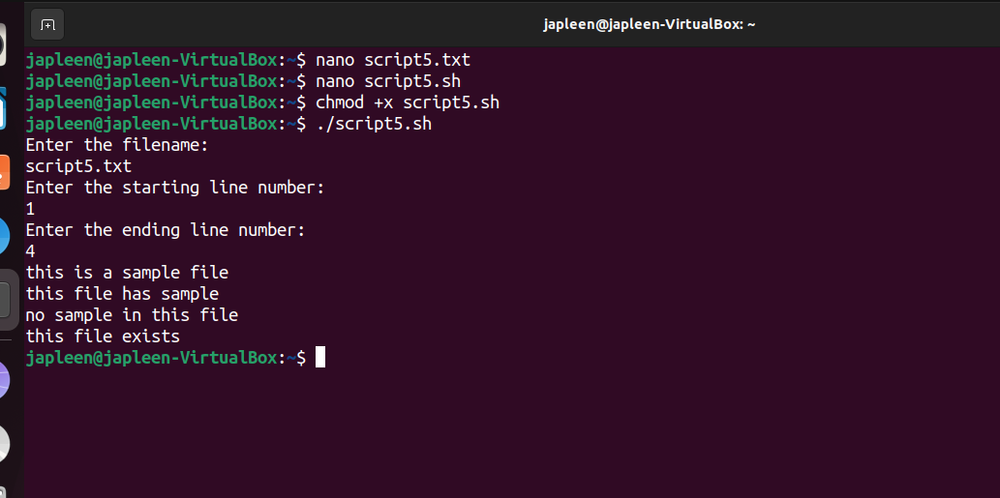 japleen@japleen-VirtualBox: ~
japleen@japleen-VirtualBox:~$ nano script5.txt
japleen@japleen-VirtualBox:~$ nano script5.sh
japleen@japleen-VirtualBox:~$ chmod +x script5.sh
japleen@japleen-VirtualBox:~$ ./script5.sh
Enter the filename:
script5.txt
Enter the starting line number:
1
Enter the ending line number:
4
this is a sample file
this file has sample
no sample in this file
this file exists
japleen@japleen-VirtualBox:~$